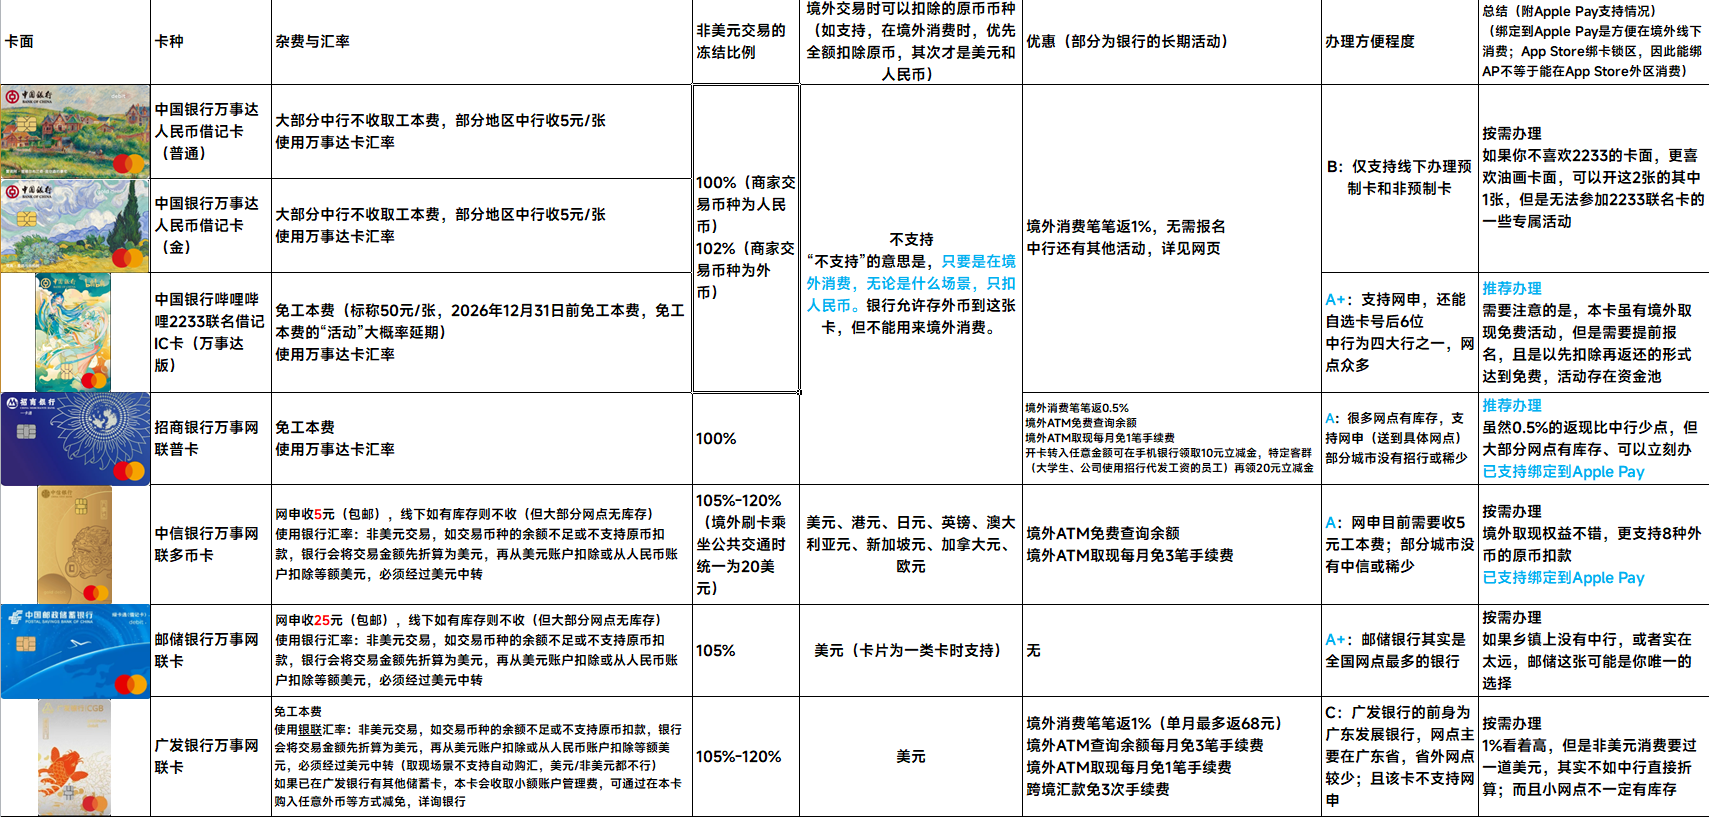 卡面
卡种
杂费与汇率
非美元交易的
冻结比例
境外交易时可以扣除的原币币种
（如支持，在境外消费时，优先
全额扣除原币，其次才是美元和
人民币）
优惠（部分为银行的长期活动）
办理方便程度
总结（附Apple Pay支持情况）
（绑定到Apple Pay是方便在境外线下
消费；App Store绑卡锁区，因此能绑
AP不等于能在App Store外区消费）
中国银行
BANK OF CHINA
中国银行万事达
人民币借记卡
（普通）
大部分中行不收取工本费，部分地区中行收5元/张
使用万事达卡汇率
100%（商家交
易币种为人民
币）
102%（商家交
易币种为外
币）
不支持
“不支持”的意思是，只要是在境
外消费，无论是什么场景，只扣
人民币。银行允许存外币到这张
卡，但不能用来境外消费。
境外消费笔笔返1%，无需报名
中行还有其他活动，详见网页
B：仅支持线下办理预
制卡和非预制卡
按需办理
如果你不喜欢2233的卡面，更喜
欢油画卡面，可以开这2张的其中
1张，但是无法参加2233联名卡的
一些专属活动
中国银行
BANK OF CHINA
中国银行万事达
人民币借记卡
（金）
大部分中行不收取工本费，部分地区中行收5元/张
使用万事达卡汇率
中国银行
中国银行哔哩哔
哩2233联名借记
IC卡（万事达
版）
免工本费（标称50元/张，2026年12月31日前免工本费，免工
本费的“活动”大概率延期）
使用万事达卡汇率
A+：支持网申，还能
自选卡号后6位
中行为四大行之一，网
点众多
推荐办理
需要注意的是，本卡虽有境外取
现免费活动，但是需要提前报
名，且是以先扣除再返还的形式
达到免费，活动存在资金池
招商银行
一卡通
招商银行万事网
联普卡
免工本费
使用万事达卡汇率
100%
境外消费笔笔返0.5%
境外ATM免费查询余额
境外ATM取现每月免1笔手续费
开卡转入任意金额可在手机银行领取10元立减金，特定客群
（大学生、公司使用招行代发工资的员工）再领20元立减金
A：很多网点有库存，支
持网申（送到具体网点）
部分城市没有招行或稀少
推荐办理
虽然0.5%的返现比中行少点，但
大部分网点有库存、可以立刻办
已支持绑定到Apple Pay
中信银行
中信银行万事网
联多币卡
网申收5元（包邮），线下如有库存则不收（但大部分网点无库存）
使用银行汇率：非美元交易，如交易币种的余额不足或不支持原币扣
款，银行会将交易金额先折算为美元，再从美元账户扣除或从人民币账
户扣除等额美元，必须经过美元中转
105%-120%
（境外刷卡乘
坐公共交通时
统一为20美
元）
美元、港元、日元、英镑、澳大
利亚元、新加坡元、加拿大元、
欧元
境外ATM免费查询余额
境外ATM取现每月免3笔手续费
A：网申目前需要收5
元工本费；部分城市没
有中信或稀少
按需办理
境外取现权益不错，更支持8种外
币的原币扣款
已支持绑定到Apple Pay
中国邮政储蓄银行
POSTAL SAVINGS BANK OF CHINA
绿卡通(借记卡)
debit
邮储银行万事网
联卡
网申收25元（包邮），线下如有库存则不收（但大部分网点无库存）
使用银行汇率：非美元交易，如交易币种的余额不足或不支持原币扣
款，银行会将交易金额先折算为美元，再从美元账户扣除或从人民币账
户扣除等额美元，必须经过美元中转
105%
美元（卡片为一类卡时支持）
无
A+：邮储银行其实是
全国网点最多的银行
按需办理
如果乡镇上没有中行，或者实在
太远，邮储这张可能是你唯一的
选择
广发银行万事网
联卡
免工本费
使用银联汇率：非美元交易，如交易币种的余额不足或不支持原币扣款，银行
会将交易金额先折算为美元，再从美元账户扣除或从人民币账户扣除等额美
元，必须经过美元中转（取现场景不支持自动购汇，美元/非美元都不行）
如果已在广发银行有其他储蓄卡，本卡会收取小额账户管理费，可通过在本卡
购入任意外币等方式减免，详询银行
105%-120%
美元
境外消费笔笔返1%（单月最多返68元）
境外ATM查询余额每月免3笔手续费
境外ATM取现每月免1笔手续费
跨境汇款免3次手续费
C：广发银行的前身为
广东发展银行，网点主
要在广东省，省外网点
较少；且该卡不支持网
申
按需办理
1%看着高，但是非美元消费要过
一道美元，其实不如中行直接折
算；而且小网点不一定有库存